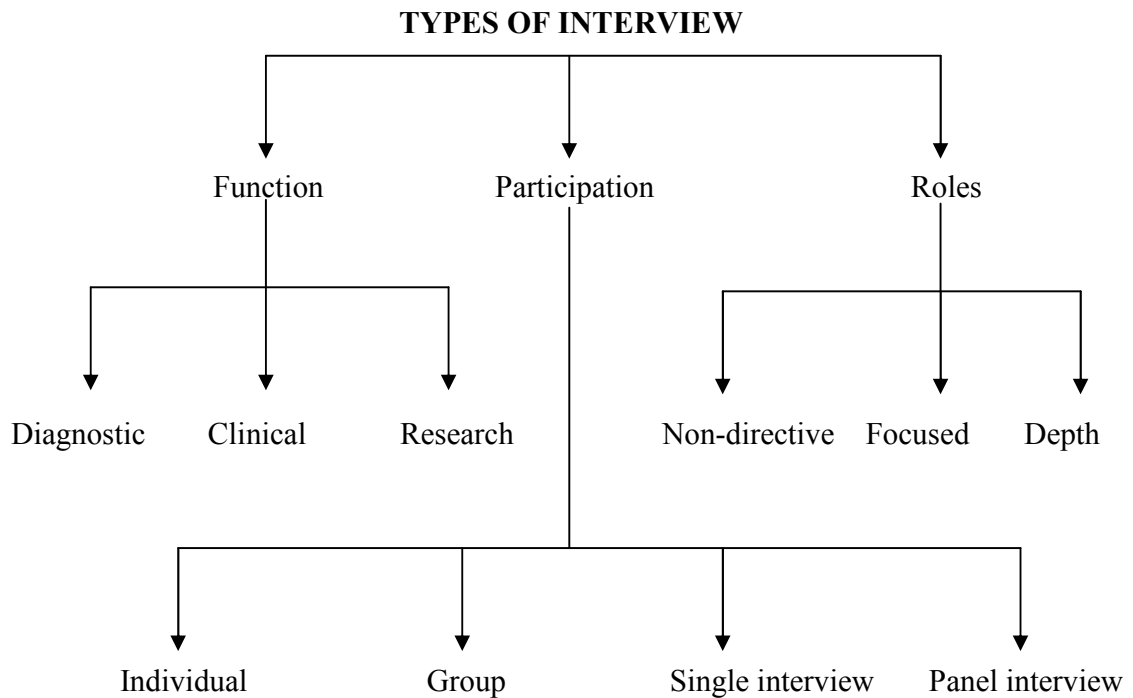 TYPES OF INTERVIEW
Function Participation Roles
Diagnostic Clinical Research Non-directive Focused Depth
Individual Group Single interview Panel interview